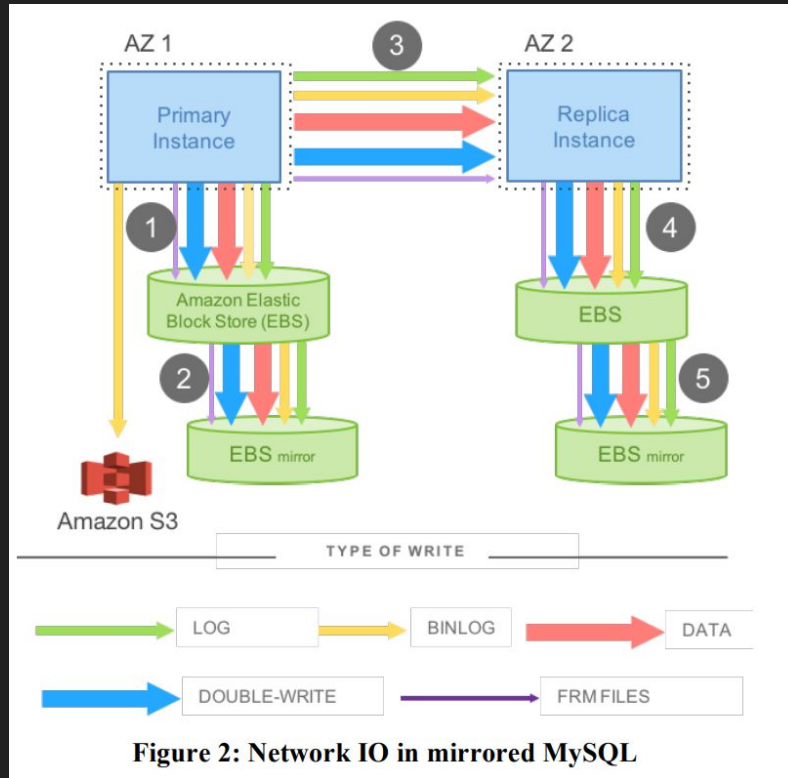 AZ 1
3
AZ 2
Primary
Instance
Replica
Instance
1
4
Amazon Elastic
Block Store (EBS)
EBS
2
5
EBS mirror
EBS mirror
Amazon S3
TYPE OF WRITE
LOG
BINLOG
DATA
DOUBLE-WRITE
FRM FILES
Figure 2: Network IO in mirrored MySQL